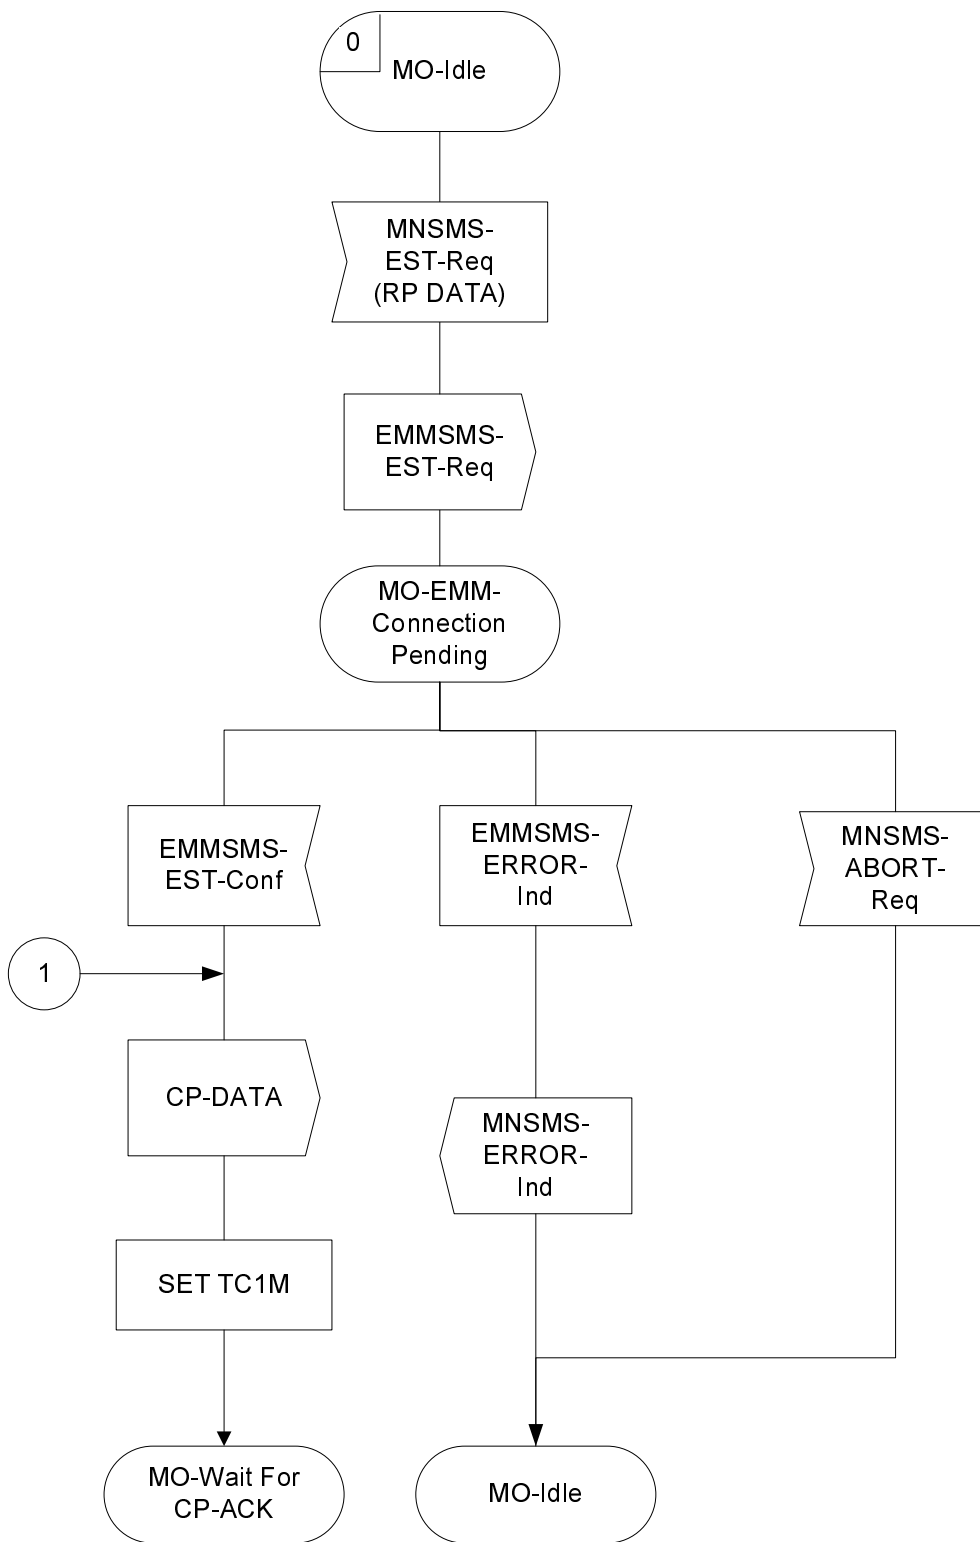 0
MO-Idle
MNSMS-
EST-Req
(RP DATA)
EMMSMS-
EST-Req
MO-EMM-
Connection
Pending
EMMSMS-
EST-Conf
EMMSMS-
ERROR-
Ind
MNSMS-
ABORT-
Req
1
CP-DATA
MNSMS-
ERROR-
Ind
SET TC1M
MO-Wait For
CP-ACK
MO-Idle